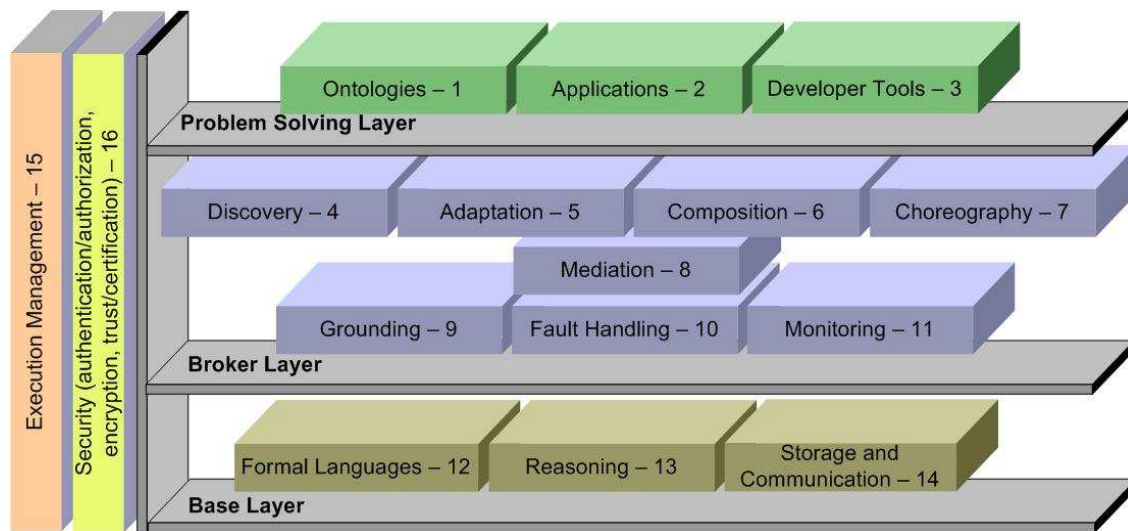 Execution Management – 15
Security (authentication/authorization,
encryption, trust/certification) – 16
Ontologies – 1
Applications – 2
Developer Tools – 3
Problem Solving Layer
Discovery – 4
Adaptation – 5
Composition – 6
Choreography – 7
Mediation – 8
Grounding – 9
Fault Handling – 10
Monitoring – 11
Broker Layer
Formal Languages – 12
Reasoning – 13
Storage and
Communication – 14
Base Layer